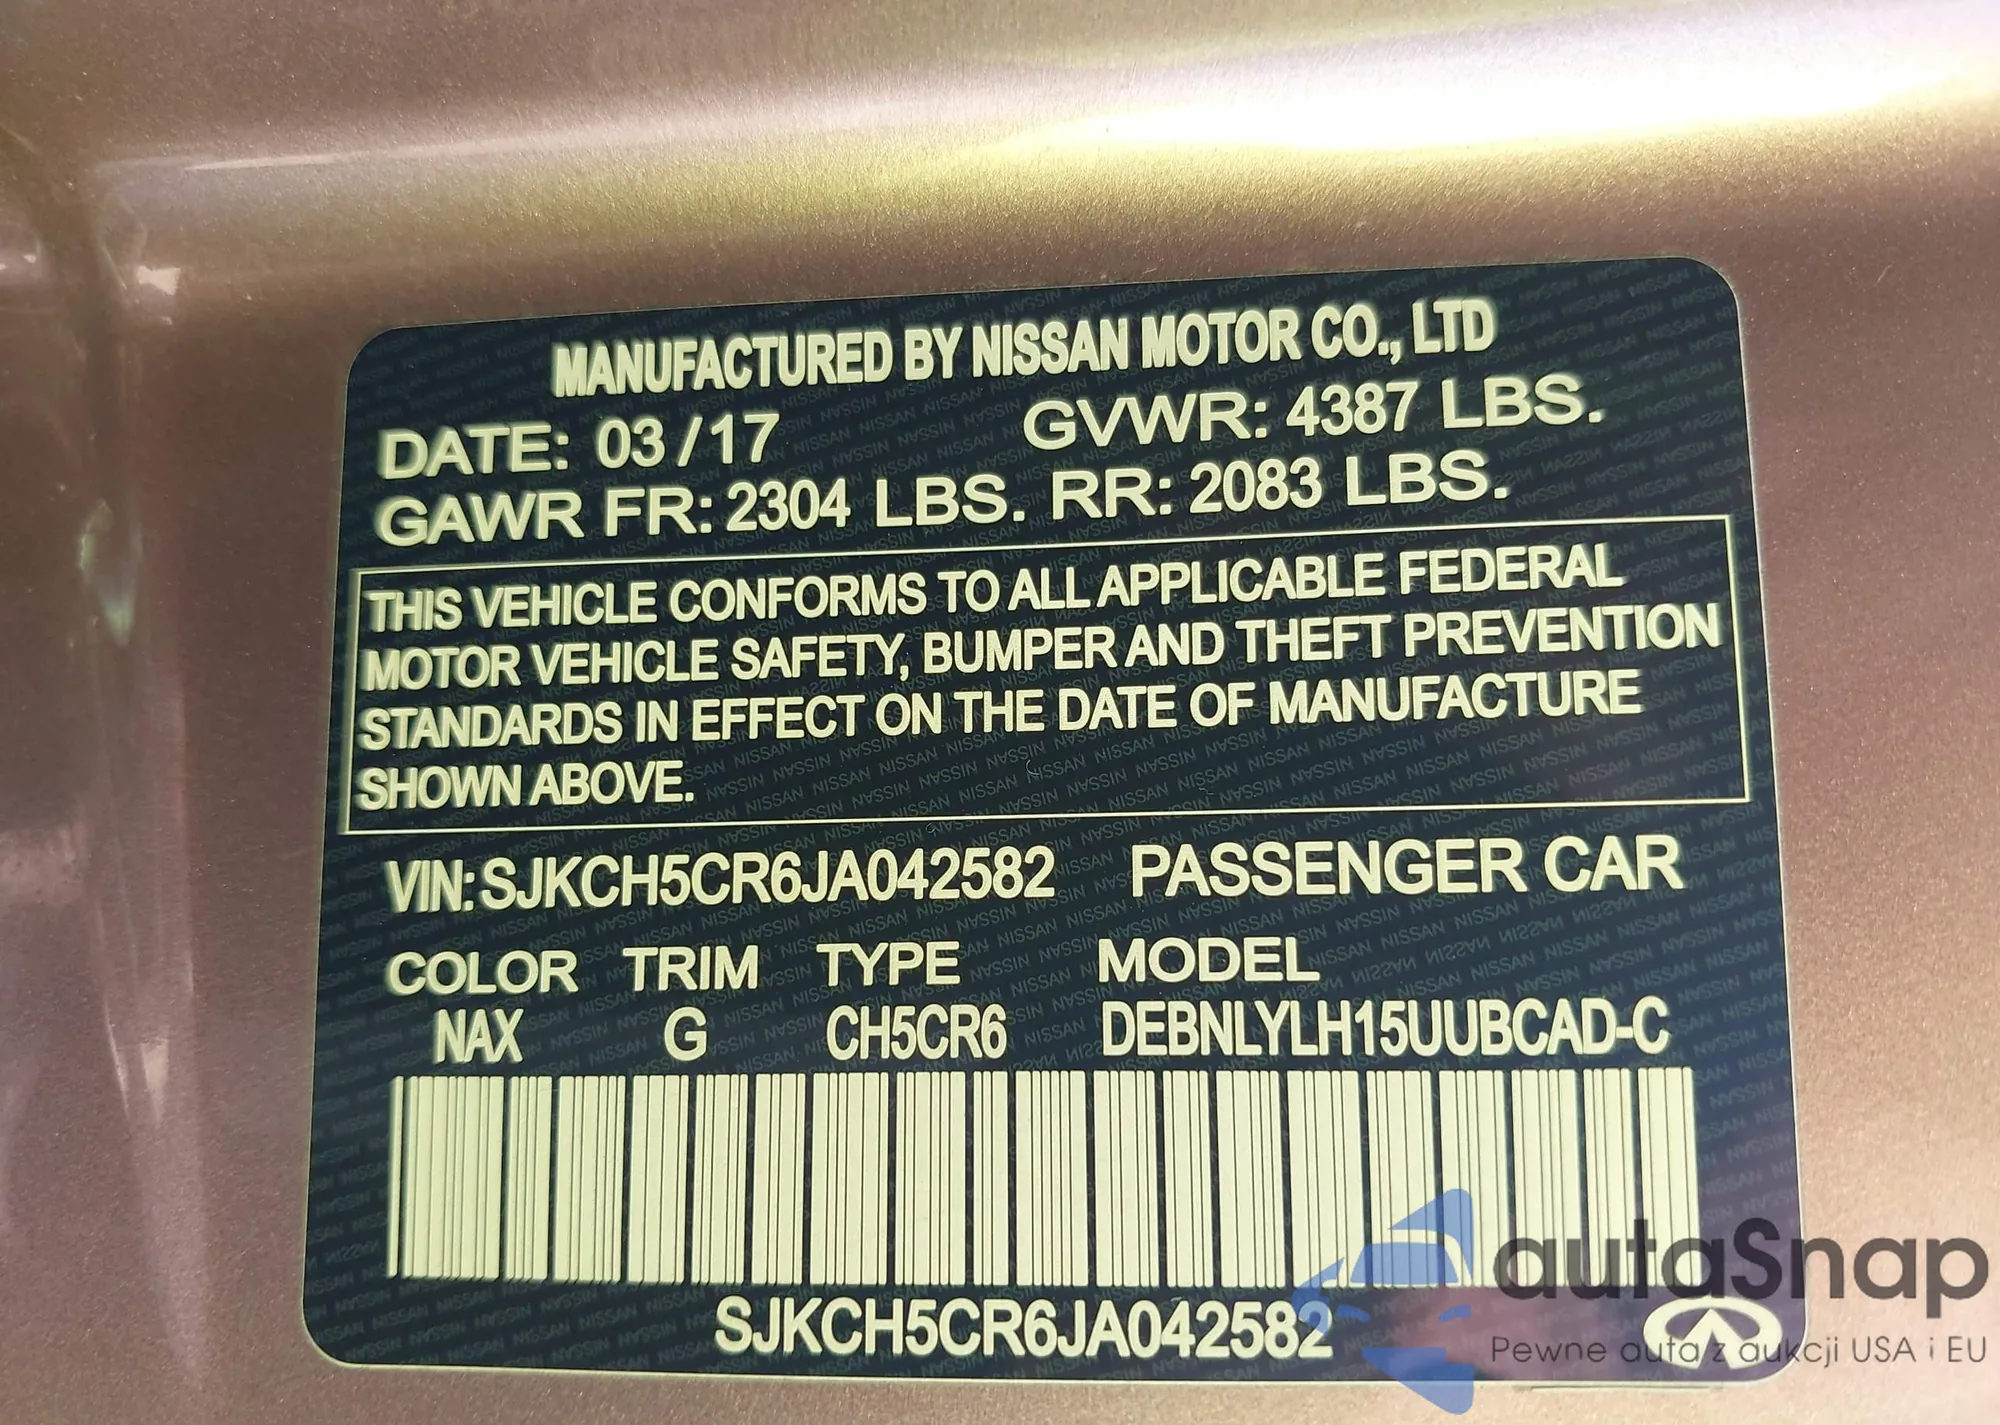 MANUFACTURED BY NISSAN MOTOR CO., LTD
DATE: 03/17 GVWR: 4387 LBS.
GAWR FR: 2304 LBS. RR: 2083 LBS.
THIS VEHICLE CONFORMS TO ALL APPLICABLE FEDERAL
MOTOR VEHICLE SAFETY, BUMPER AND THEFT PREVENTION
STANDARDS IN EFFECT ON THE DATE OF MANUFACTURE
SHOWN ABOVE.
VIN: SJKCH5CR6JA042582 PASSENGER CAR
COLOR TRIM TYPE MODEL
NAX G CH5CR6 DEBNLYLH15UUBCAD-C
SJKCH5CR6JA042582
autaSnap
Pewne auta z aukcji USA i EU